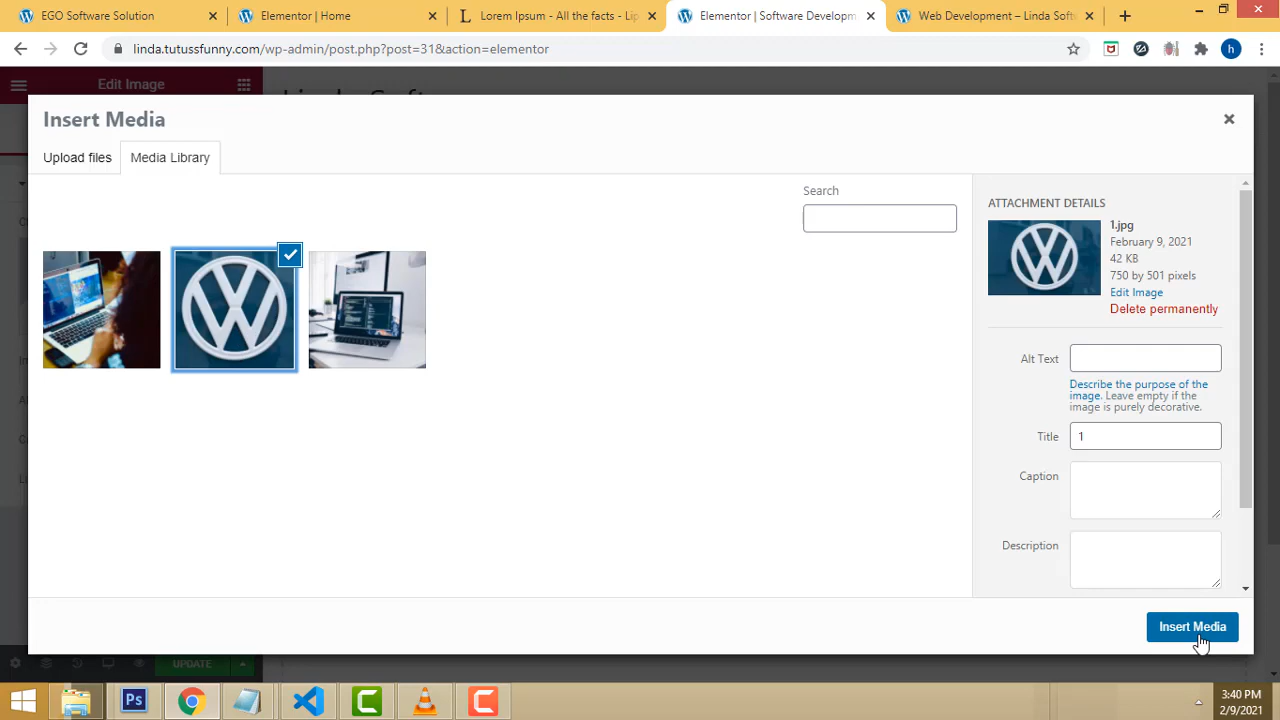 EGO Software Solution
Elementor | Home
Lorem Ipsum - All the facts - Lip
Elementor | Software Developm
Web Development – Linda Soft
linda.tutussfunny.com/wp-admin/post.php?post=31&action=elementor
h
Edit Image
Insert Media
Upload files
Media Library
Search
ATTACHMENT DETAILS
1.jpg
February 9, 2021
42 KB
750 by 501 pixels
Edit Image
Delete permanently
Alt Text
Describe the purpose of the
image. Leave empty if the
image is purely decorative.
Title
1
Caption
Description
Insert Media
UPDATE
Ps
3:40 PM
2/9/2021